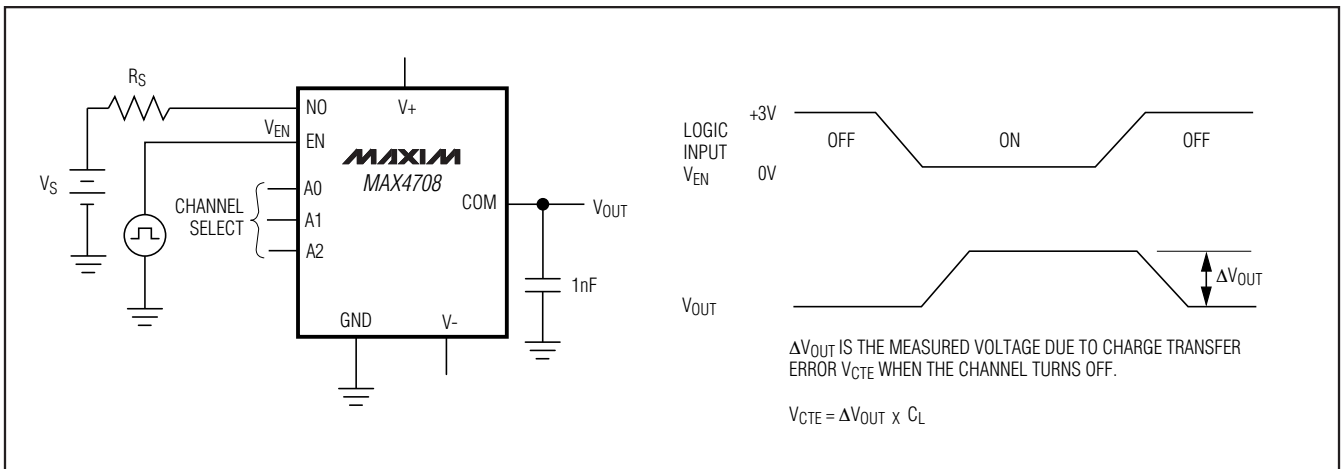 RS
NO
V+
VEN
EN
MAXIM
MAX4708
VS
A0
CHANNEL
SELECT
A1
A2
COM
VOUT
1nF
GND
V-
LOGIC
INPUT
VEN
+3V
0V
OFF
ON
OFF
VOUT
ΔVOUT
ΔVOUT IS THE MEASURED VOLTAGE DUE TO CHARGE TRANSFER
ERROR VCTE WHEN THE CHANNEL TURNS OFF.
VCTE = ΔVOUT X CL